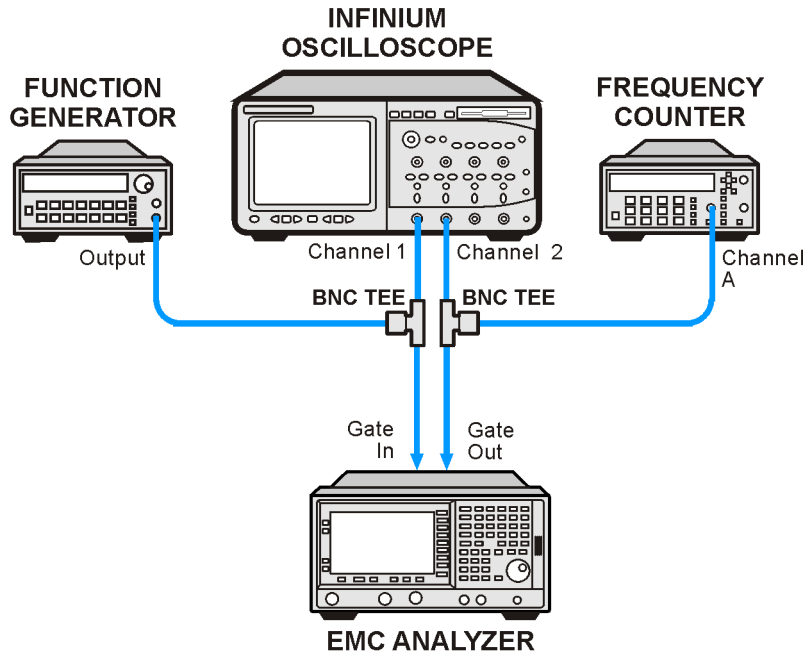 INFINIUM
OSCILLOSCOPE
FUNCTION
GENERATOR
FREQUENCY
COUNTER
Output
Channel 1
Channel 2
Channel
A
BNC TEE
BNC TEE
Gate
In
Gate
Out
EMC ANALYZER